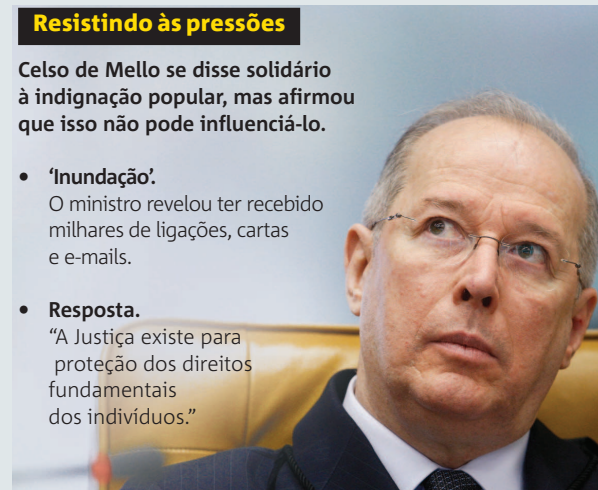 Resistindo às pressões
Celso de Mello se disse solidário
à indignação popular, mas afirmou
que isso não pode influenciá-lo.
• 'Inundação'.
O ministro revelou ter recebido
milhares de ligações, cartas
e e-mails.
• Resposta.
“A Justiça existe para
proteção dos direitos
fundamentais
dos indivíduos.”